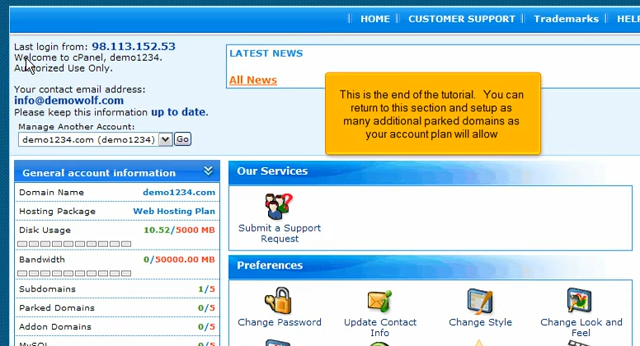 HOME CUSTOMER SUPPORT Trademarks HEL
Last login from: 98.113.152.53
Welcome to cPanel, demo1234.
Authorized Use Only.
Your contact email address:
info@demowolf.com
Please keep this information up to date.
Manage Another Account:
demo1234.com (demo1234) Go
LATEST NEWS
All News
This is the end of the tutorial. You can
return to this section and setup as
many additional parked domains as
your account plan will allow
General account information
Domain Name demo1234.com
Hosting Package Web Hosting Plan
Disk Usage 10.52/5000 MB
Bandwidth 0/50000.00 MB
Subdomains 1/5
Parked Domains 0/5
Addon Domains 0/5
MySQL
Our Services
Submit a Support
Request
Preferences
Change Password
Update Contact
Info
Change Style
Change Look and
Feel